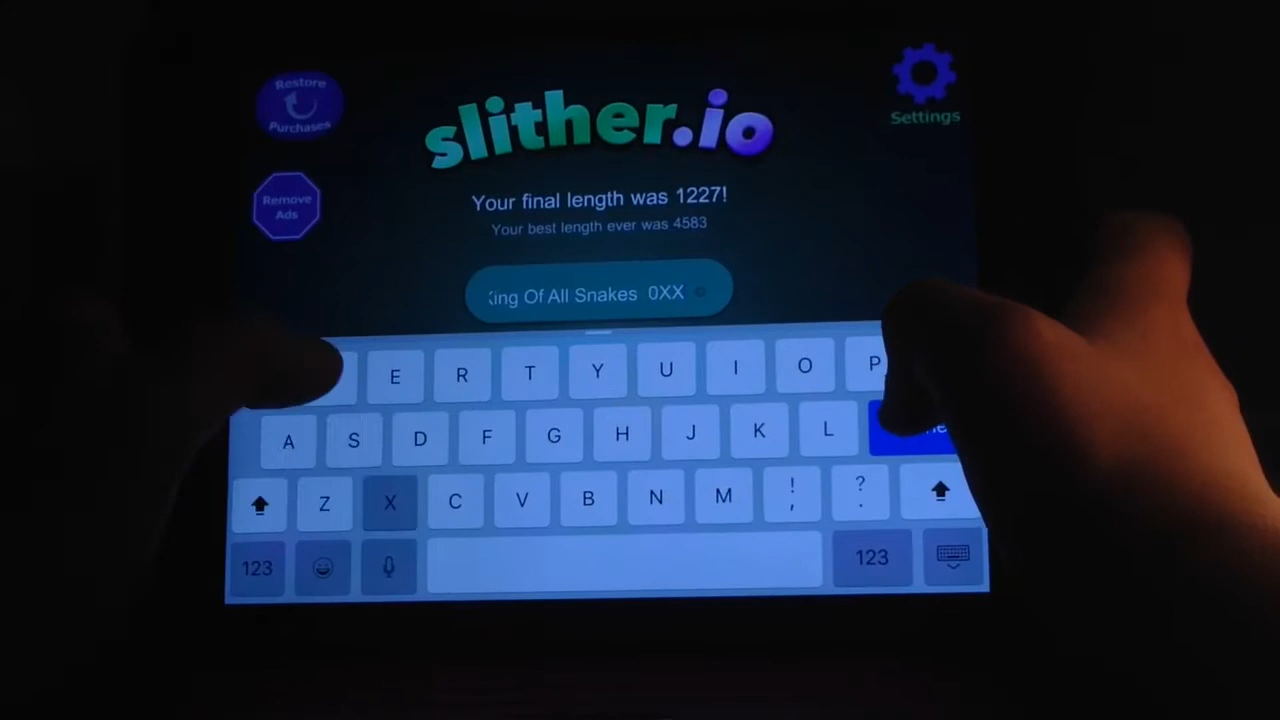 Restore
Purchases
slither.io
Settings
Remove
Ads
Your final length was 1227!
Your best length ever was 4583
King Of All Snakes 0XX
E R T Y U I O P
A S D F G H J K L
Z X C V B N M ! , ? .
123 123